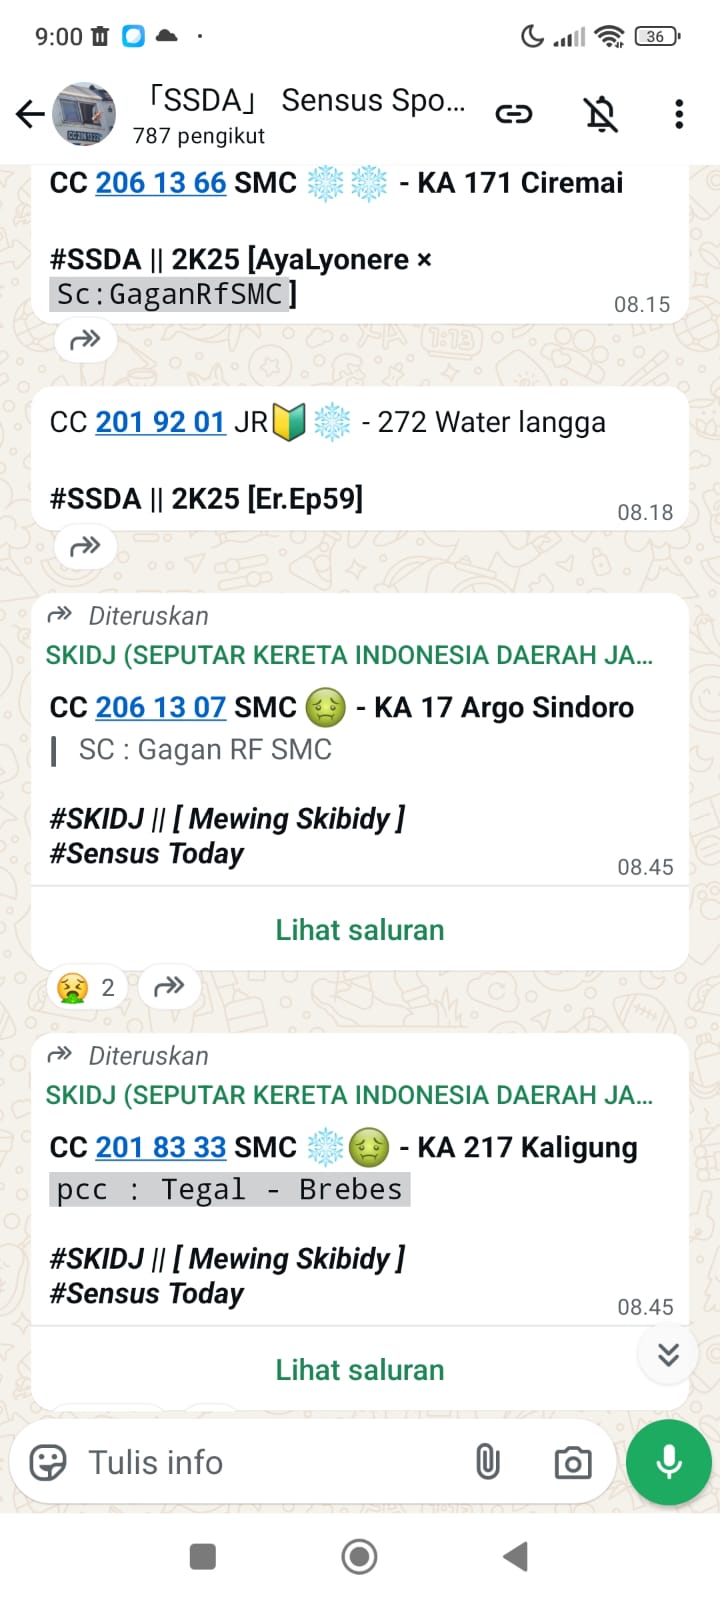 9:00
36
「SSDA」 Sensus Spo...
787 pengikut
CC 206 13 66 SMC ❄️❄️ - KA 171 Ciremai
#SSDA || 2K25 [AyaLyonere ×
Sc:GaganRfSMC]
08.15
CC 201 92 01 JR🔰❄️ - 272 Water langga
#SSDA || 2K25 [Er.Ep59]
08.18
Diteruskan
SKIDJ (SEPUTAR KERETA INDONESIA DAERAH JA...
CC 206 13 07 SMC 🤢 - KA 17 Argo Sindoro
SC : Gagan RF SMC
#SKIDJ || [ Mewing Skibidy ]
#Sensus Today
08.45
Lihat saluran
🤮 2
Diteruskan
SKIDJ (SEPUTAR KERETA INDONESIA DAERAH JA...
CC 201 83 33 SMC ❄️🤢 - KA 217 Kaligung
pcc : Tegal - Brebes
#SKIDJ || [ Mewing Skibidy ]
#Sensus Today
08.45
Lihat saluran
Tulis info